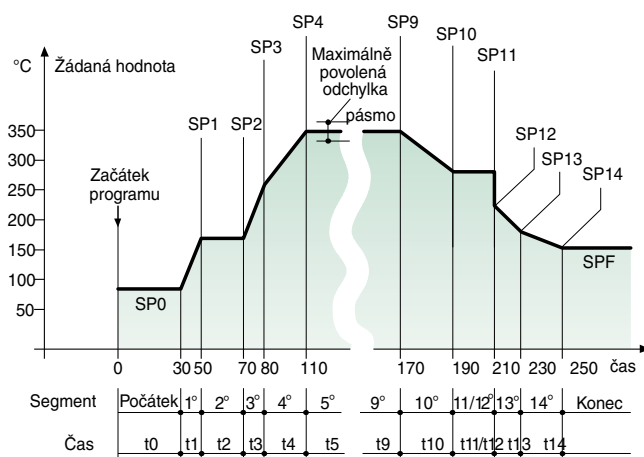 SP4
SP9
SP3
SP10
SP11
°C
Žádaná hodnota
Maximálně
povolená
odchylka
pásmo
SP1
SP2
SP12
SP13
SP14
350
300
250
200
150
100
50
Začátek
programu
SP0
SPF
0 30 50 70 80 110 170 190 210 230 250 čas
Segment Počátek 1° 2° 3° 4° 5° 9° 10° 11/12° 13° 14° Konec
Čas t0 t1 t2 t3 t4 t5 t9 t10 t11/t12 t13 t14